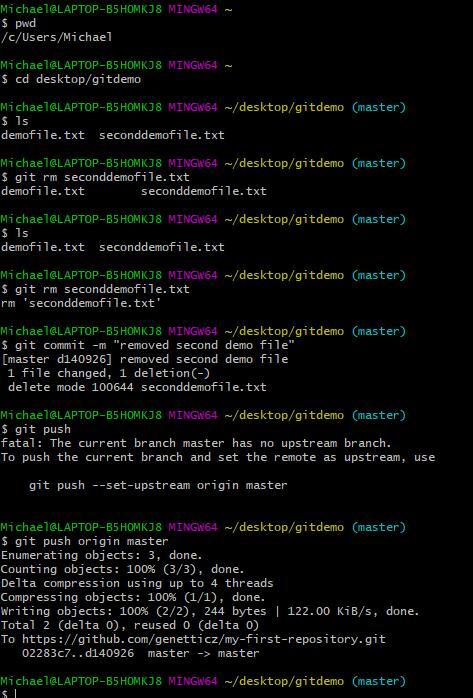 Michael@LAPTOP-B5HOMKJ8 MINGW64 ~
$ pwd
/c/Users/Michael
Michael@LAPTOP-B5HOMKJ8 MINGW64 ~
$ cd desktop/gitdemo
Michael@LAPTOP-B5HOMKJ8 MINGW64 ~/desktop/gitdemo (master)
$ ls
demofile.txt  seconddemofile.txt
Michael@LAPTOP-B5HOMKJ8 MINGW64 ~/desktop/gitdemo (master)
$ git rm seconddemofile.txt
demofile.txt        seconddemofile.txt
Michael@LAPTOP-B5HOMKJ8 MINGW64 ~/desktop/gitdemo (master)
$ ls
demofile.txt  seconddemofile.txt
Michael@LAPTOP-B5HOMKJ8 MINGW64 ~/desktop/gitdemo (master)
$ git rm seconddemofile.txt
rm 'seconddemofile.txt'
Michael@LAPTOP-B5HOMKJ8 MINGW64 ~/desktop/gitdemo (master)
$ git commit -m "removed second demo file"
[master d140926] removed second demo file
 1 file changed, 1 deletion(-)
 delete mode 100644 seconddemofile.txt
Michael@LAPTOP-B5HOMKJ8 MINGW64 ~/desktop/gitdemo (master)
$ git push
fatal: The current branch master has no upstream branch.
To push the current branch and set the remote as upstream, use
    git push --set-upstream origin master
Michael@LAPTOP-B5HOMKJ8 MINGW64 ~/desktop/gitdemo (master)
$ git push origin master
Enumerating objects: 3, done.
Counting objects: 100% (3/3), done.
Delta compression using up to 4 threads
Compressing objects: 100% (1/1), done.
Writing objects: 100% (2/2), 244 bytes | 122.00 KiB/s, done.
Total 2 (delta 0), reused 0 (delta 0)
To https://github.com/genetticz/my-first-repository.git
   02283c7..d140926  master -> master
Michael@LAPTOP-B5HOMKJ8 MINGW64 ~/desktop/gitdemo (master)
$